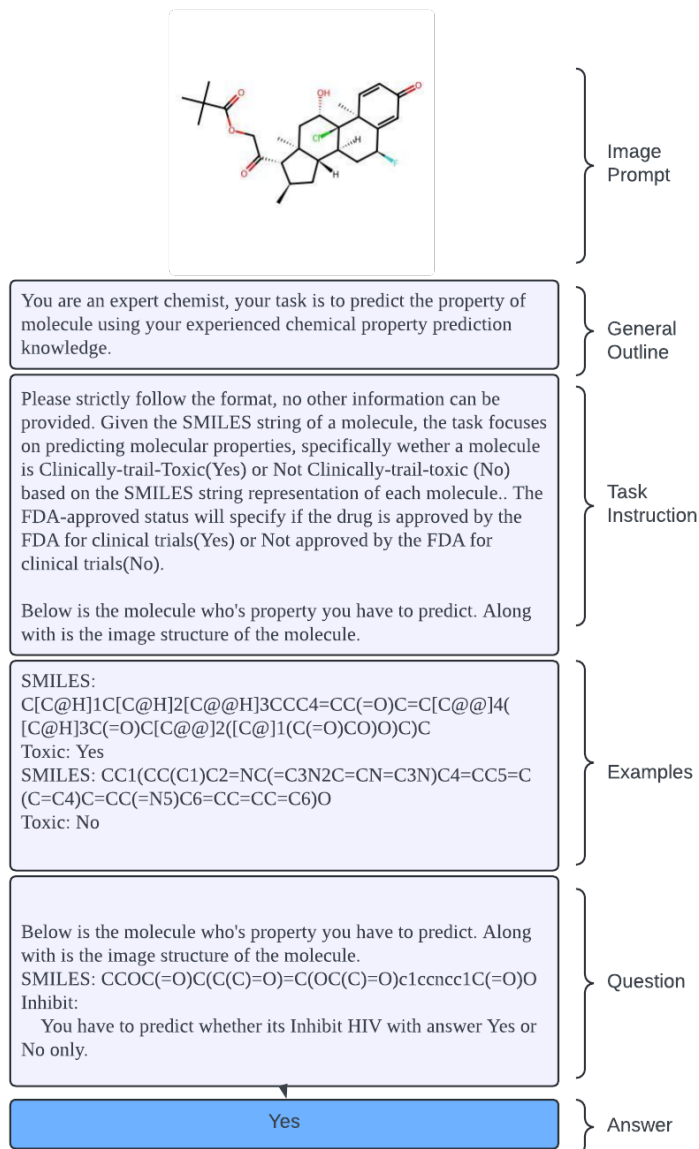 O
O
O
OH
Cl
H
H
F
O
Image
Prompt
You are an expert chemist, your task is to predict the property of
molecule using your experienced chemical property prediction
knowledge.
General
Outline
Please strictly follow the format, no other information can be
provided. Given the SMILES string of a molecule, the task focuses
on predicting molecular properties, specifically wether a molecule
is Clinically-trail-Toxic(Yes) or Not Clinically-trail-toxic (No)
based on the SMILES string representation of each molecule.. The
FDA-approved status will specify if the drug is approved by the
FDA for clinical trials(Yes) or Not approved by the FDA for
clinical trials(No).
Below is the molecule who's property you have to predict. Along
with is the image structure of the molecule.
Task
Instruction
SMILES:
C[C@H]1C[C@H]2[C@@H]3CCC4=CC(=O)C=C[C@@]4(
[C@H]3C(=O)C[C@@]2([C@]1(C(=O)CO)O)C)C
Toxic: Yes
SMILES: CC1(CC(C1)C2=NC(=C3N2C=CN=C3N)C4=CC5=C
(C=C4)C=CC(=N5)C6=CC=CC=C6)O
Toxic: No
Examples
Below is the molecule who's property you have to predict. Along
with is the image structure of the molecule.
SMILES: CCOC(=O)C(C(C)=O)=C(OC(C)=O)c1ccncc1C(=O)O
Inhibit:
You have to predict whether its Inhibit HIV with answer Yes or
No only.
Question
Yes
Answer